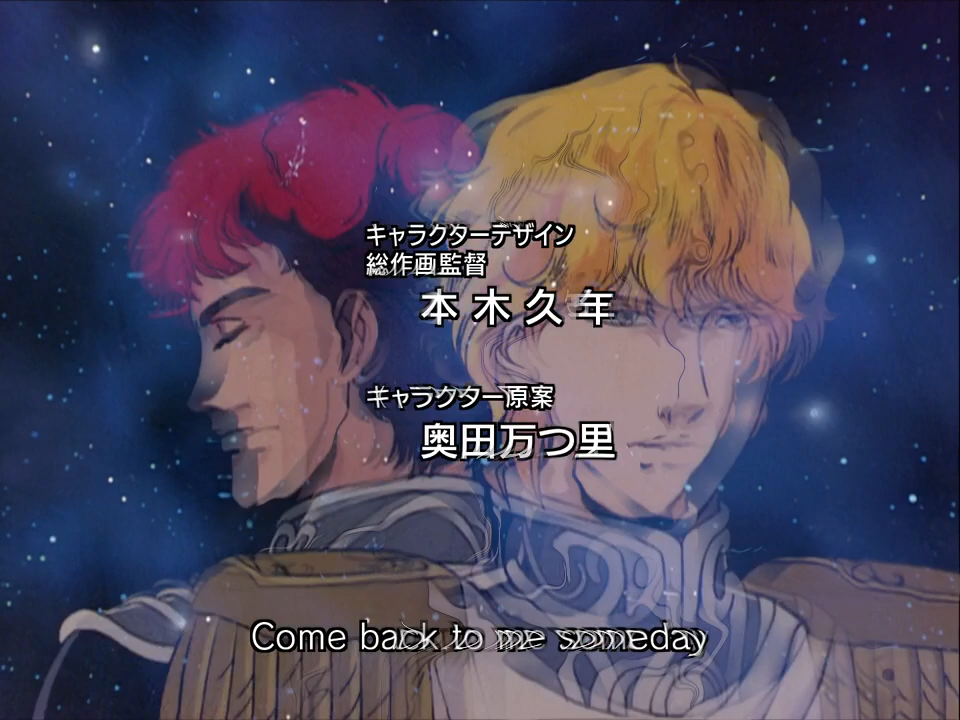 キャラクターデザイン
総作画監督
本木久年
キャラクター原案
奥田万つ里
Come back to me someday